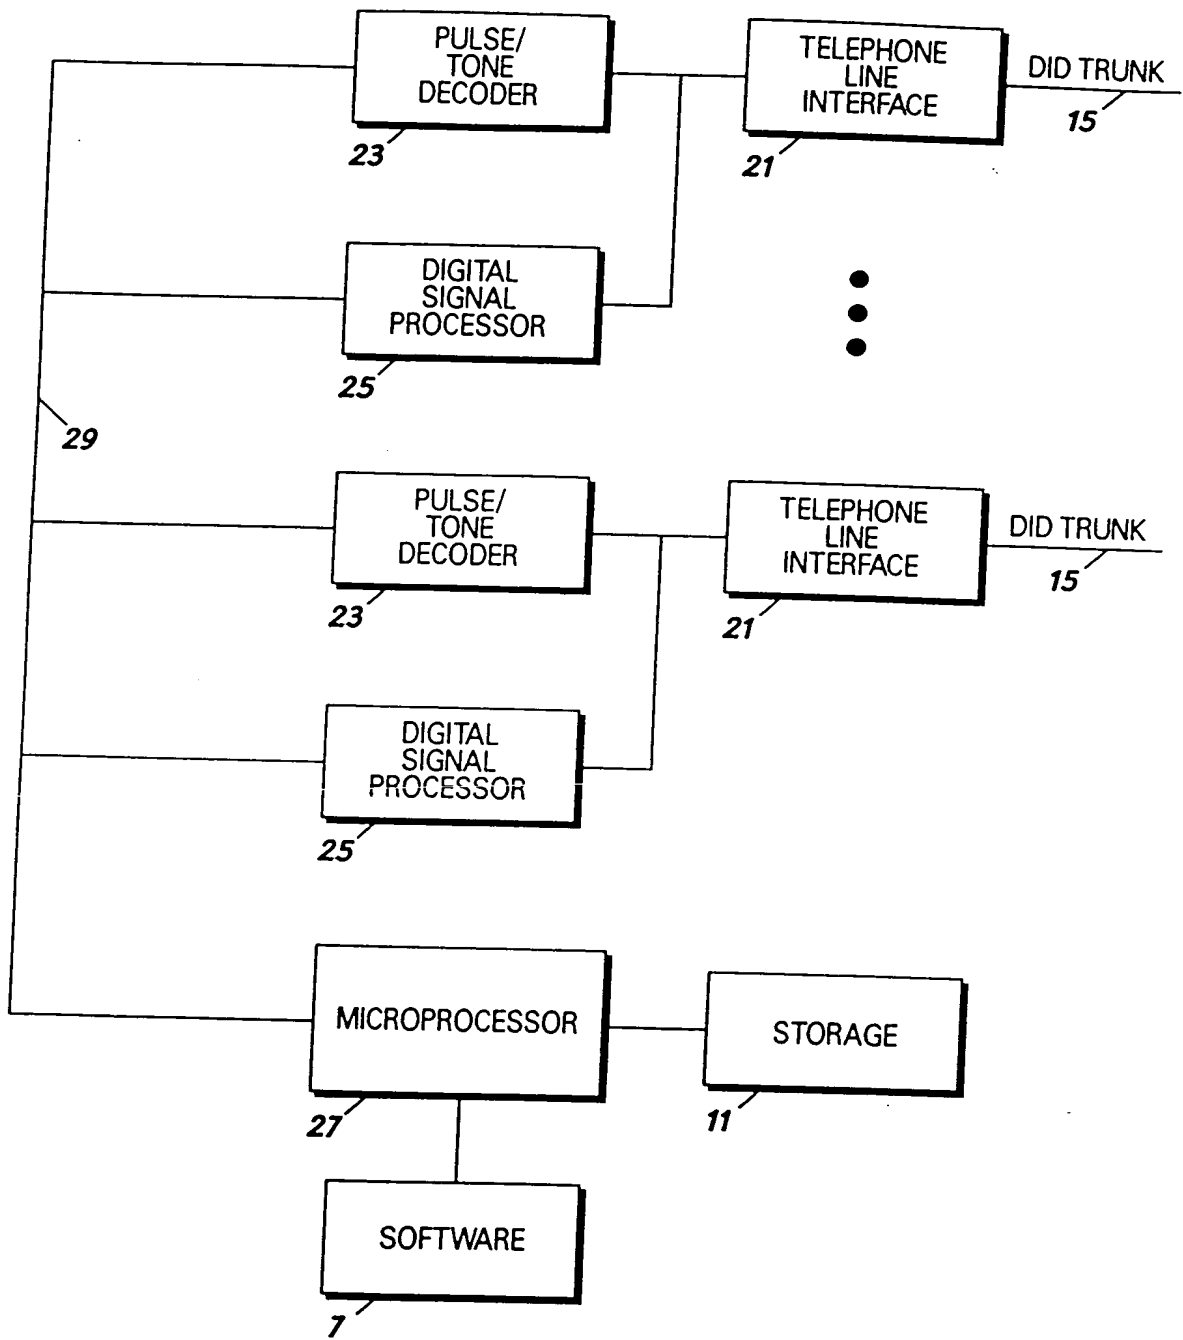 PULSE/
TONE
DECODER
23
TELEPHONE
LINE
INTERFACE
21
DID TRUNK
15
DIGITAL
SIGNAL
PROCESSOR
25
29
PULSE/
TONE
DECODER
23
TELEPHONE
LINE
INTERFACE
21
DID TRUNK
15
DIGITAL
SIGNAL
PROCESSOR
25
MICROPROCESSOR
27
STORAGE
11
SOFTWARE
7